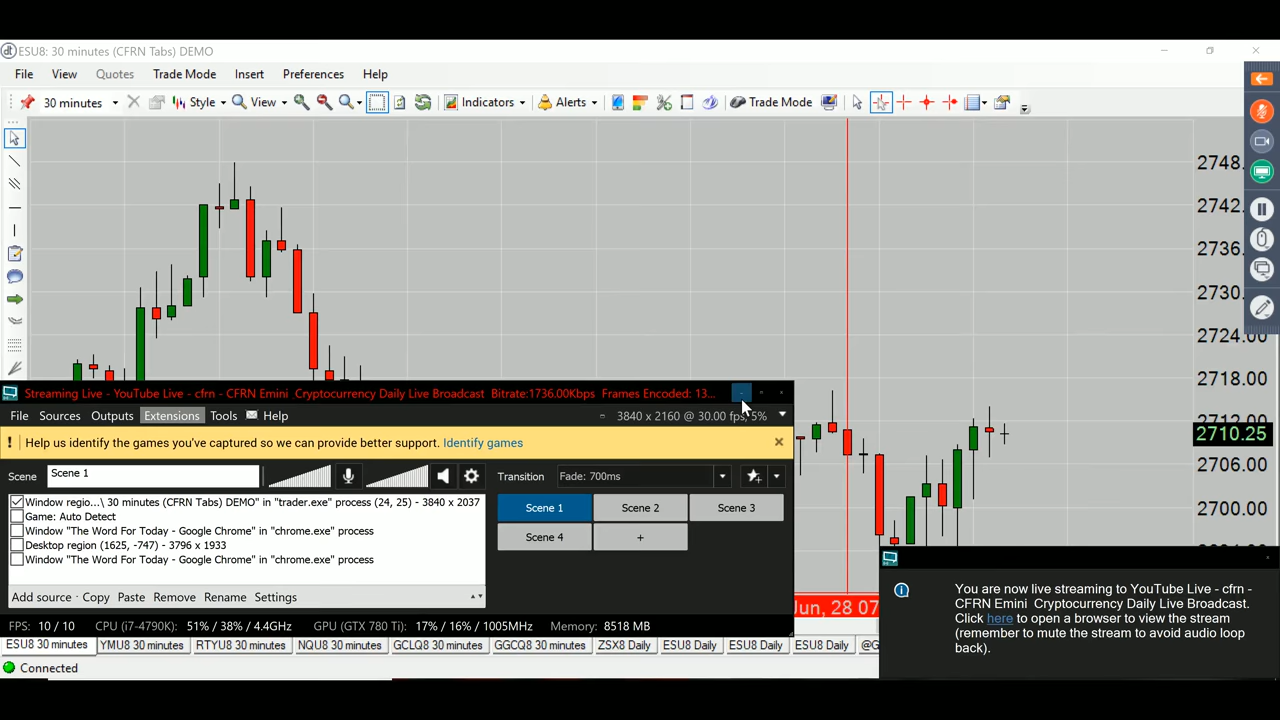 ESU8: 30 minutes (CFRN Tabs) DEMO
File View Quotes Trade Mode Insert Preferences Help
30 minutes Style View Indicators Alerts Trade Mode
2748.
2742.
2736.
2730.
2724.00
2718.00
2712.00
2710.25
2706.00
2700.00
Streaming Live - YouTube Live - cfrn - CFRN Emini Cryptocurrency Daily Live Broadcast Bitrate:1736.00Kbps Frames Encoded: 13...
File Sources Outputs Extensions Tools Help 3840 x 2160 @ 30.00 fps, 5%
! Help us identify the games you've captured so we can provide better support. Identify games
Scene Scene 1 Transition Fade: 700ms
Window regio...\ 30 minutes (CFRN Tabs) DEMO" in "trader.exe" process (24, 25) - 3840 x 2037
Game: Auto Detect
Window "The Word For Today - Google Chrome" in "chrome.exe" process
Desktop region (1625, -747) - 3796 x 1933
Window "The Word For Today - Google Chrome" in "chrome.exe" process
Scene 1 Scene 2 Scene 3
Scene 4 +
Add source · Copy Paste Remove Rename Settings
FPS: 10 / 10 CPU (i7-4790K): 51% / 38% / 4.4GHz GPU (GTX 780 Ti): 17% / 16% / 1005MHz Memory: 8518 MB
Jun, 28 07
You are now live streaming to YouTube Live - cfrn -
CFRN Emini Cryptocurrency Daily Live Broadcast.
Click here to open a browser to view the stream
(remember to mute the stream to avoid audio loop
back).
ESU8 30 minutes YMU8 30 minutes RTYU8 30 minutes NQU8 30 minutes GCLQ8 30 minutes GGCQ8 30 minutes ZSX8 Daily ESU8 Daily ESU8 Daily ESU8 Daily @G
Connected